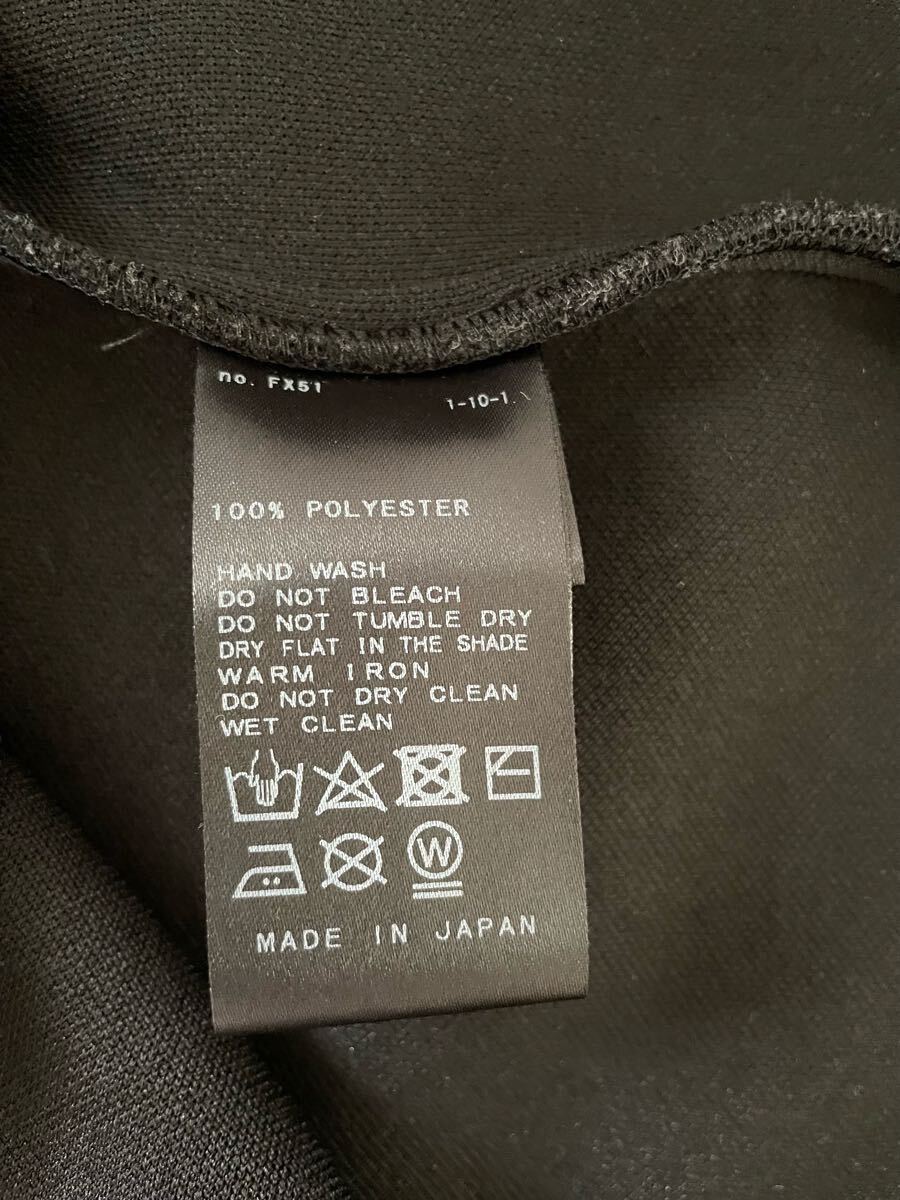 no. FX51
1-10-1.
100% POLYESTER
HAND WASH
DO NOT BLEACH
DO NOT TUMBLE DRY
DRY FLAT IN THE SHADE
WARM IRON
DO NOT DRY CLEAN
WET CLEAN
W
MADE IN JAPAN